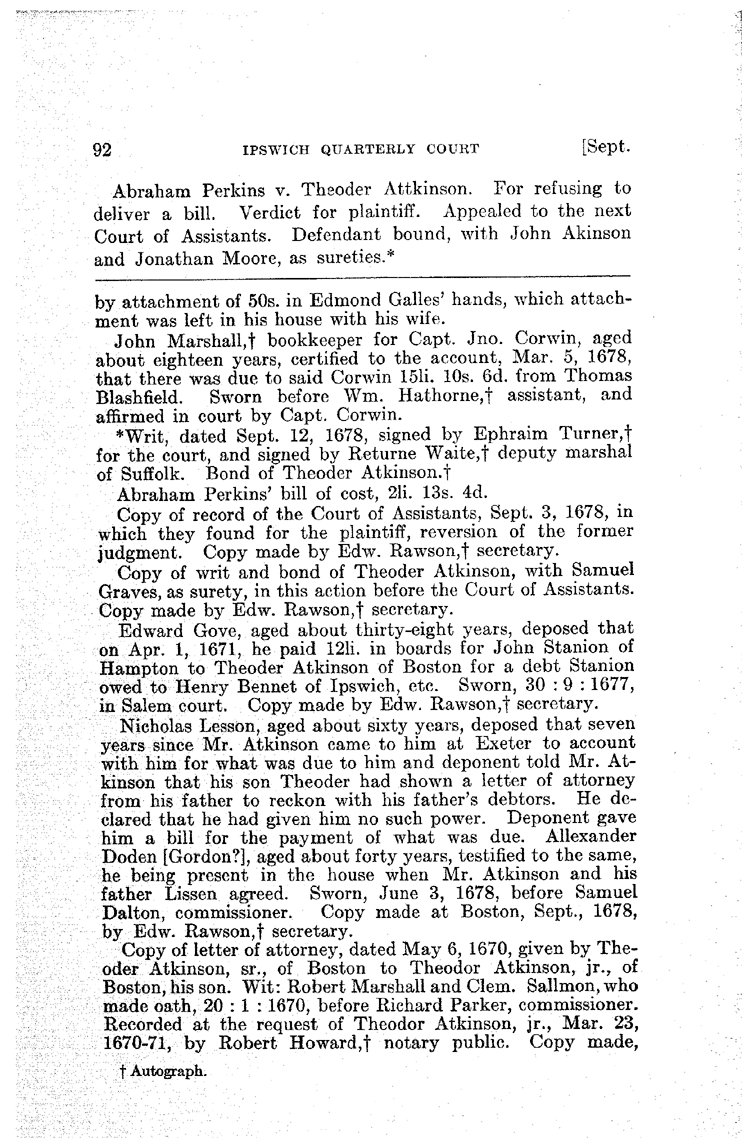 92 IPSWICH QUARTERLY COURT [Sept.
Abraham Perkins v. Theoder Attkinson. For refusing to
deliver a bill. Verdict for plaintiff. Appealed to the next
Court of Assistants. Defendant bound, with John Akinson
and Jonathan Moore, as sureties.*
by attachment of 50s. in Edmond Galles' hands, which attach-
ment was left in his house with his wife.
John Marshall,† bookkeeper for Capt. Jno. Corwin, aged
about eighteen years, certified to the account, Mar. 5, 1678,
that there was due to said Corwin 15li. 10s. 6d. from Thomas
Blashfield. Sworn before Wm. Hathorne,† assistant, and
affirmed in court by Capt. Corwin.
*Writ, dated Sept. 12, 1678, signed by Ephraim Turner,†
for the court, and signed by Returne Waite,† deputy marshal
of Suffolk. Bond of Theoder Atkinson.†
Abraham Perkins' bill of cost, 2li. 13s. 4d.
Copy of record of the Court of Assistants, Sept. 3, 1678, in
which they found for the plaintiff, reversion of the former
judgment. Copy made by Edw. Rawson,† secretary.
Copy of writ and bond of Theoder Atkinson, with Samuel
Graves, as surety, in this action before the Court of Assistants.
Copy made by Edw. Rawson,† secretary.
Edward Gove, aged about thirty-eight years, deposed that
on Apr. 1, 1671, he paid 12li. in boards for John Stanion of
Hampton to Theoder Atkinson of Boston for a debt Stanion
owed to Henry Bennet of Ipswich, etc. Sworn, 30 : 9 : 1677,
in Salem court. Copy made by Edw. Rawson,† secretary.
Nicholas Lesson, aged about sixty years, deposed that seven
years since Mr. Atkinson came to him at Exeter to account
with him for what was due to him and deponent told Mr. At-
kinson that his son Theoder had shown a letter of attorney
from his father to reckon with his father's debtors. He de-
clared that he had given him no such power. Deponent gave
him a bill for the payment of what was due. Allexander
Doden [Gordon?], aged about forty years, testified to the same,
he being present in the house when Mr. Atkinson and his
father Lissen agreed. Sworn, June 3, 1678, before Samuel
Dalton, commissioner. Copy made at Boston, Sept., 1678,
by Edw. Rawson,† secretary.
Copy of letter of attorney, dated May 6, 1670, given by The-
oder Atkinson, sr., of Boston to Theodor Atkinson, jr., of
Boston, his son. Wit: Robert Marshall and Clem. Sallmon, who
made oath, 20 : 1 : 1670, before Richard Parker, commissioner.
Recorded at the request of Theodor Atkinson, jr., Mar. 23,
1670-71, by Robert Howard,† notary public. Copy made,
† Autograph.